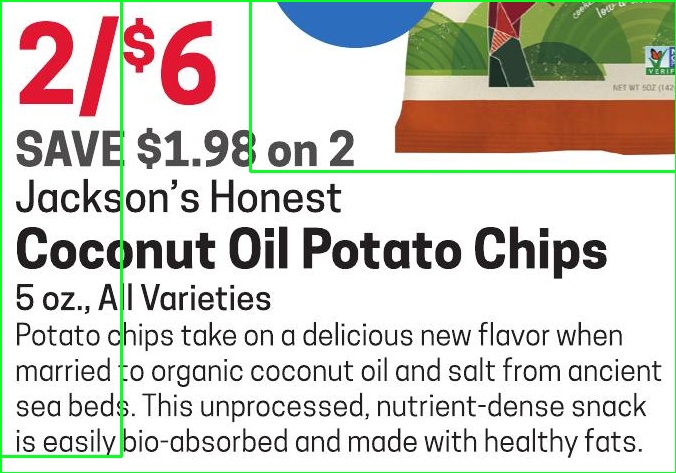 2/$6
SAVE $1.98 on 2
Jackson's Honest
Coconut Oil Potato Chips
5 oz., All Varieties
Potato chips take on a delicious new flavor when
married to organic coconut oil and salt from ancient
sea beds. This unprocessed, nutrient-dense snack
is easily bio-absorbed and made with healthy fats.
NET WT 5OZ (142
VERIF